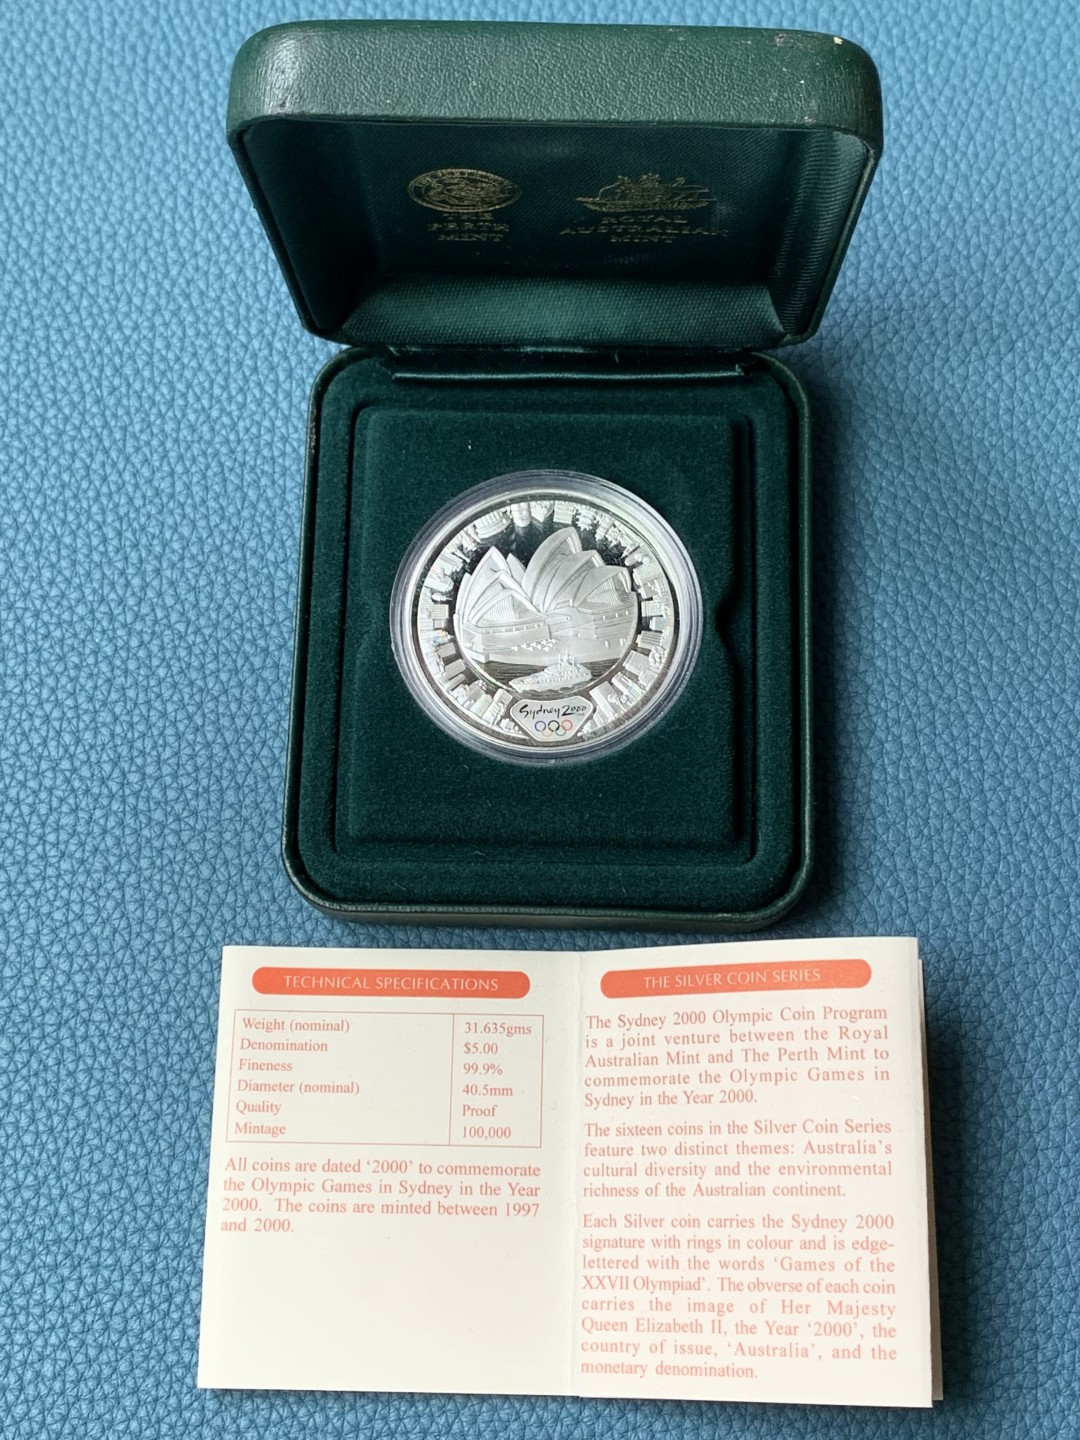 THE
PERTH
MINT
ROYAL
AUSTRALIAN
MINT
Sydney 2000
TECHNICAL SPECIFICATIONS
Weight (nominal) 31.635gms
Denomination $5.00
Fineness 99.9%
Diameter (nominal) 40.5mm
Quality Proof
Mintage 100,000
All coins are dated ‘2000’ to commemorate
the Olympic Games in Sydney in the Year
2000. The coins are minted between 1997
and 2000.
THE SILVER COIN SERIES
The Sydney 2000 Olympic Coin Program
is a joint venture between the Royal
Australian Mint and The Perth Mint to
commemorate the Olympic Games in
Sydney in the Year 2000.
The sixteen coins in the Silver Coin Series
feature two distinct themes: Australia’s
cultural diversity and the environmental
richness of the Australian continent.
Each Silver coin carries the Sydney 2000
signature with rings in colour and is edge-
lettered with the words ‘Games of the
XXVII Olympiad’. The obverse of each coin
carries the image of Her Majesty
Queen Elizabeth II, the Year ‘2000’, the
country of issue, ‘Australia’, and the
monetary denomination.